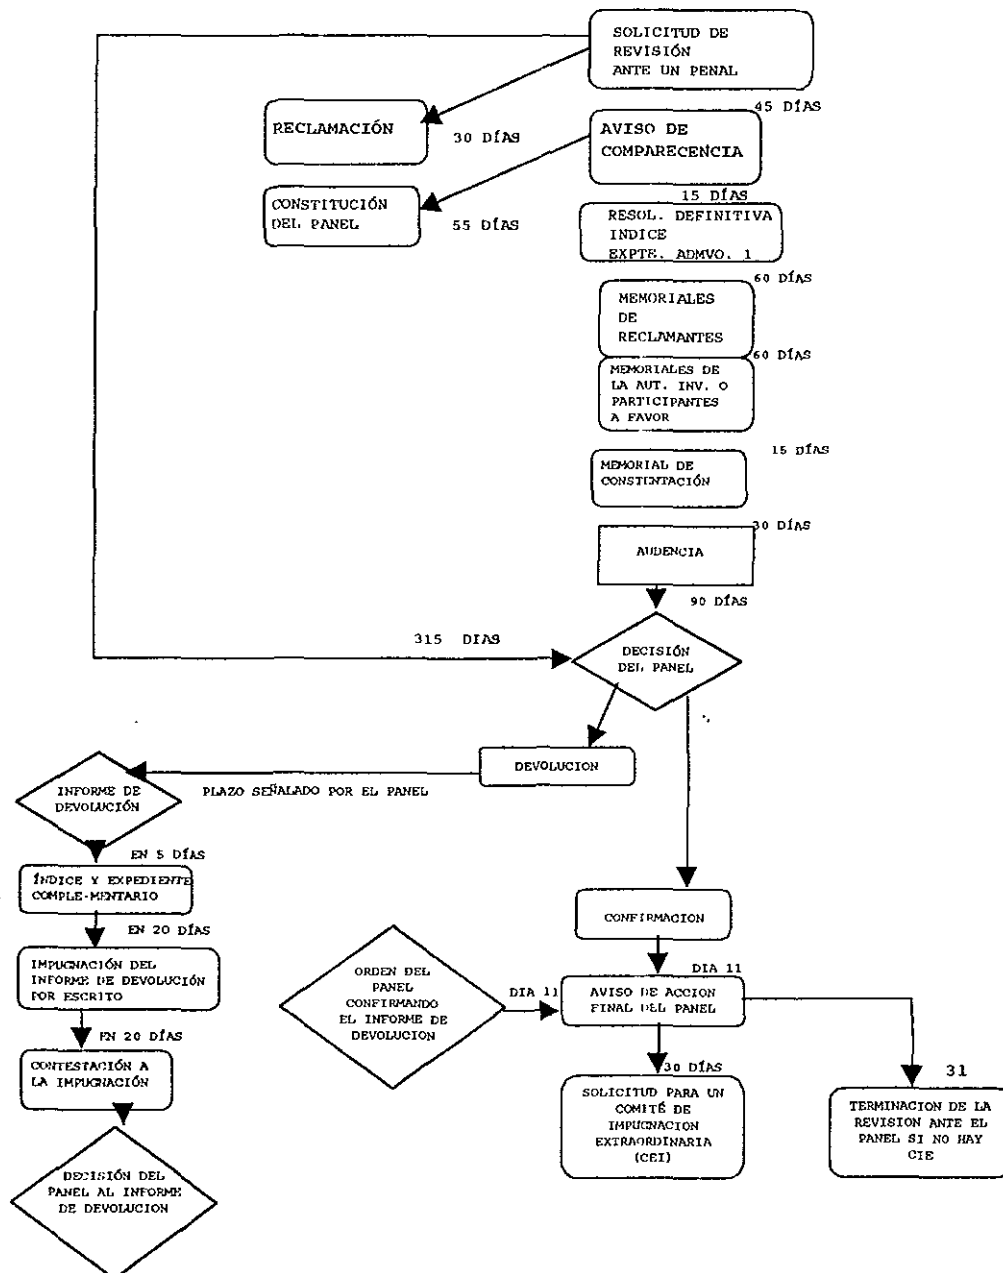 SOLICITUD DE
REVISIÓN
ANTE UN PENAL
45 DÍAS
RECLAMACIÓN
30 DÍAS
AVISO DE
COMPARECENCIA
15 DÍAS
CONSTITUCIÓN
DEL PANEL
55 DÍAS
RESOL. DEFINITIVA
INDICE
EXPTE. ADMVO. 1
60 DÍAS
MEMORIALES
DE
RECLAMANTES
60 DÍAS
MEMORIALES DE
LA AUT. INV. O
PARTICIPANTES
A FAVOR
15 DÍAS
MEMORIAL DE
CONSTENTACIÓN
30 DÍAS
AUDENCIA
90 DÍAS
315 DIAS
DECISIÓN
DEL PANEL
DEVOLUCION
PLAZO SEÑALADO POR EL PANEL
INFORME DE
DEVOLUCIÓN
EN 5 DÍAS
ÍNDICE Y EXPEDIENTE
COMPLE-MENTARIO
EN 20 DÍAS
IMPUGNACIÓN DEL
INFORME DE DEVOLUCIÓN
POR ESCRITO
EN 20 DÍAS
CONTESTACIÓN A
LA IMPUGNACIÓN
DECISIÓN DEL
PANEL AL INFORME
DE DEVOLUCION
CONFIRMACION
DIA 11
ORDEN DEL
PANEL
CONFIRMANDO
EL INFORME DE
DEVOLUCION
DIA 11
AVISO DE ACCION
FINAL DEL PANEL
30 DÍAS
SOLICITUD PARA UN
COMITÉ DE
IMPUGNACION
EXTRAORDINARIA
(CEI)
31
TERMINACION DE LA
REVISION ANTE EL
PANEL SI NO HAY
CIE